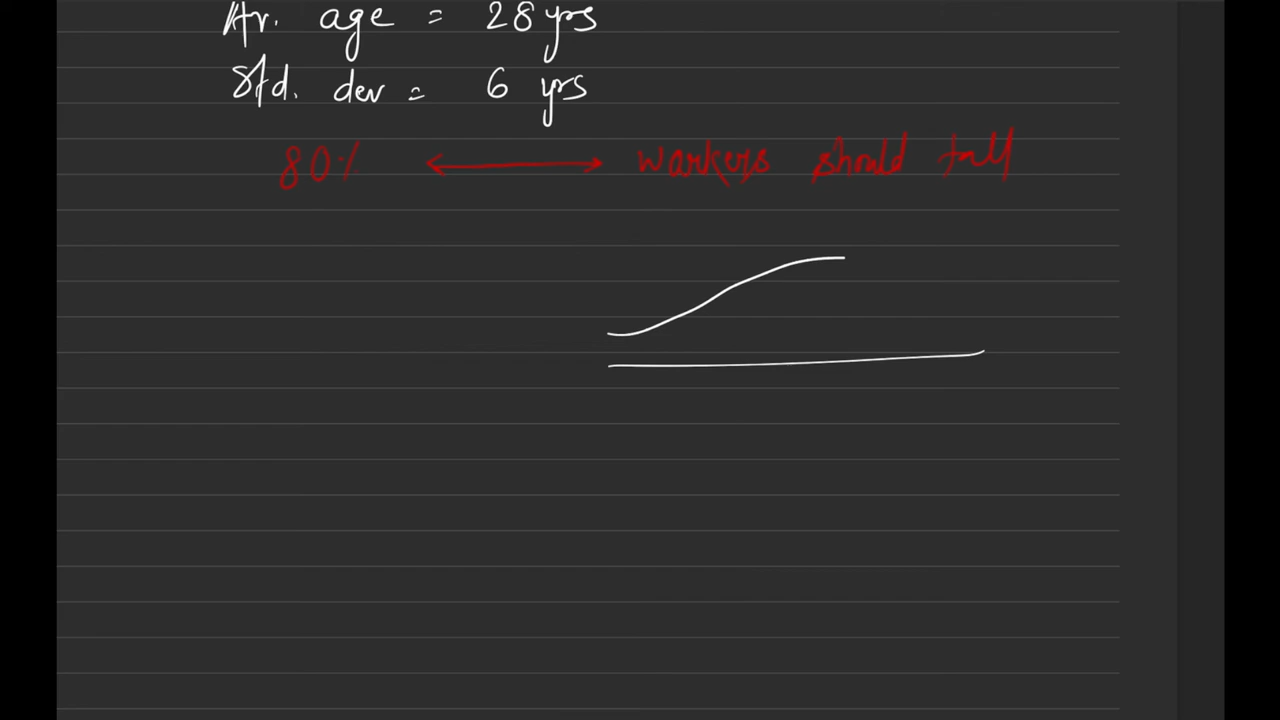 Av. age = 28 yrs
Std. dev = 6 yrs
80% ⟷ workers should fall